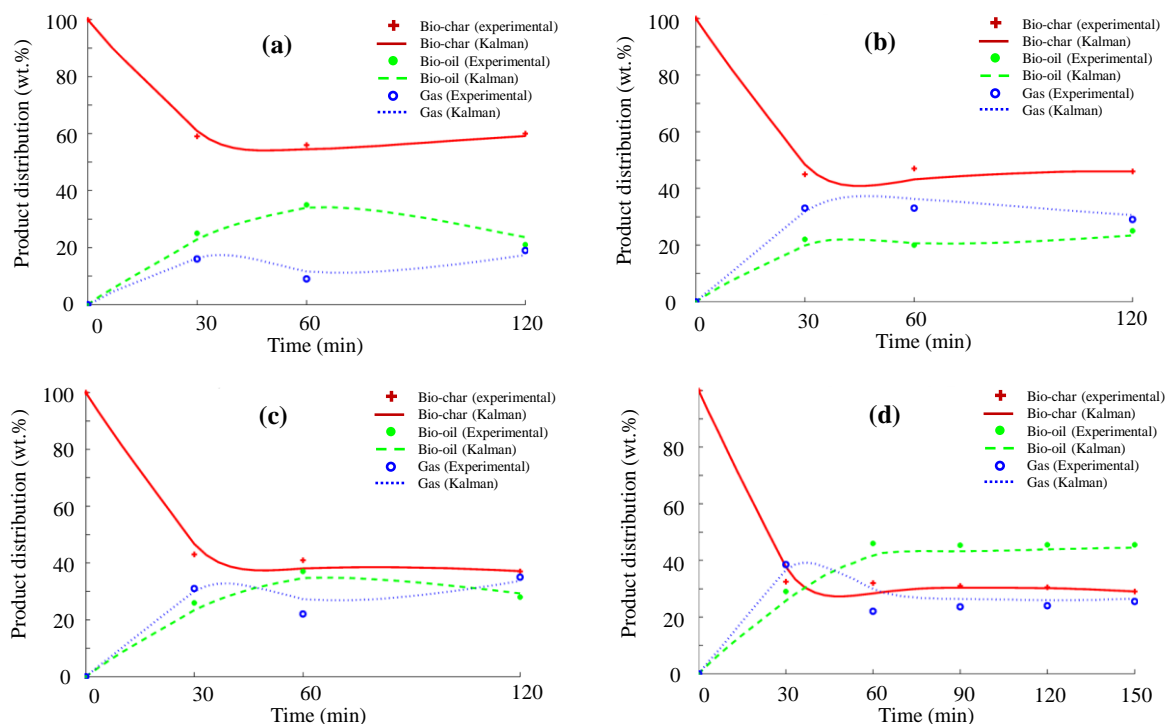 (a)
Product distribution (wt.%)
100
80
60
40
20
0
0
30
60
120
Time (min)
Bio-char (experimental)
Bio-char (Kalman)
Bio-oil (Experimental)
Bio-oil (Kalman)
Gas (Experimental)
Gas (Kalman)
(b)
Product distribution (wt.%)
100
80
60
40
20
0
0
30
60
120
Time (min)
Bio-char (experimental)
Bio-char (Kalman)
Bio-oil (Experimental)
Bio-oil (Kalman)
Gas (Experimental)
Gas (Kalman)
(c)
Product distribution (wt.%)
100
80
60
40
20
0
0
30
60
120
Time (min)
Bio-char (experimental)
Bio-char (Kalman)
Bio-oil (Experimental)
Bio-oil (Kalman)
Gas (Experimental)
Gas (Kalman)
(d)
Product distribution (wt.%)
100
80
60
40
20
0
0
30
60
90
120
150
Time (min)
Bio-char (experimental)
Bio-char (Kalman)
Bio-oil (Experimental)
Bio-oil (Kalman)
Gas (Experimental)
Gas (Kalman)